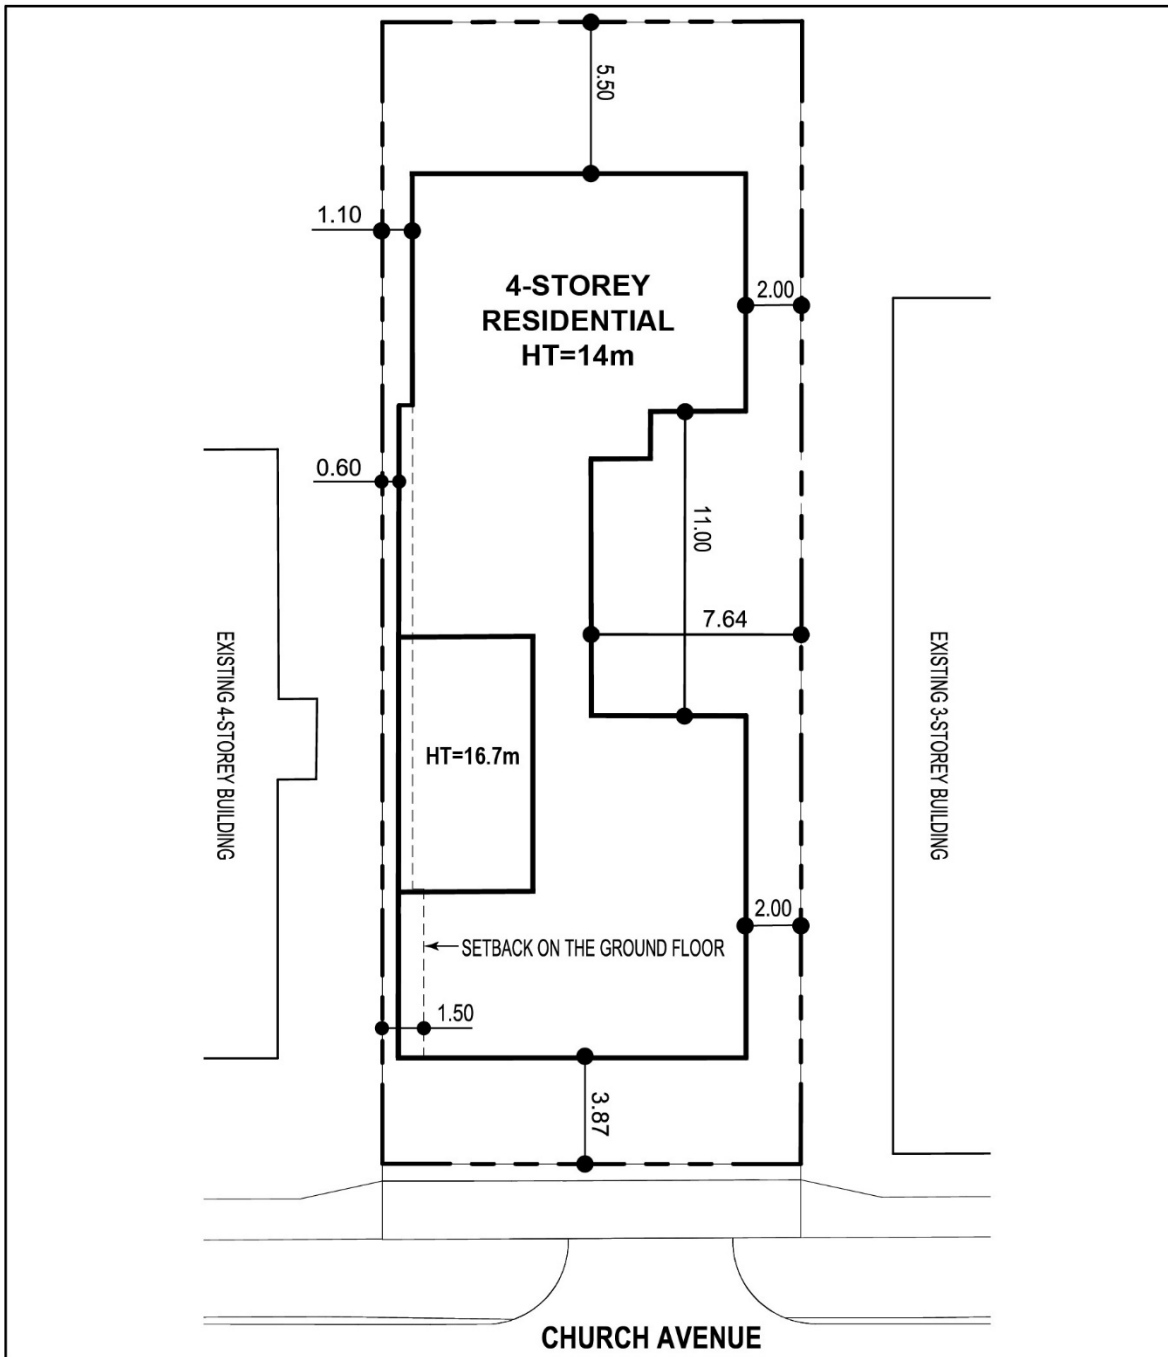 5.50
1.10
4-STOREY
RESIDENTIAL
HT=14m
2.00
0.60
11.00
7.64
EXISTING 4-STOREY BUILDING
EXISTING 3-STOREY BUILDING
HT=16.7m
2.00
SETBACK ON THE GROUND FLOOR
1.50
3.87
CHURCH AVENUE